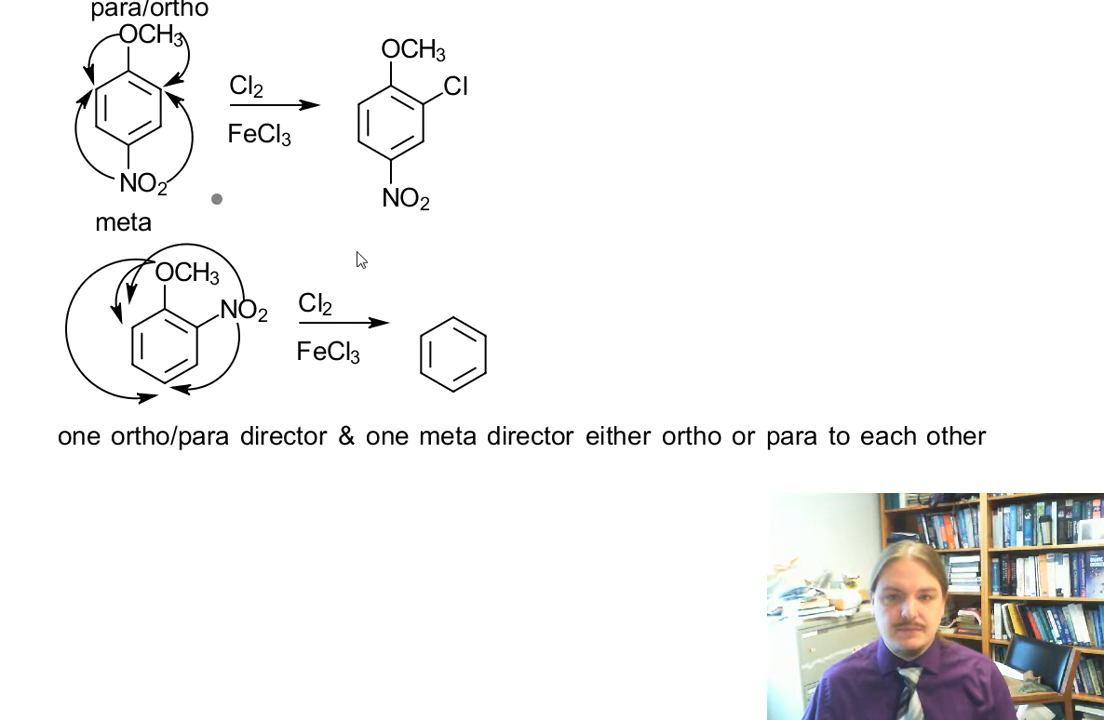 para/ortho
OCH3
Cl2
FeCl3
NO2
meta
OCH3
Cl
NO2
OCH3
NO2
Cl2
FeCl3
one ortho/para director & one meta director either ortho or para to each other